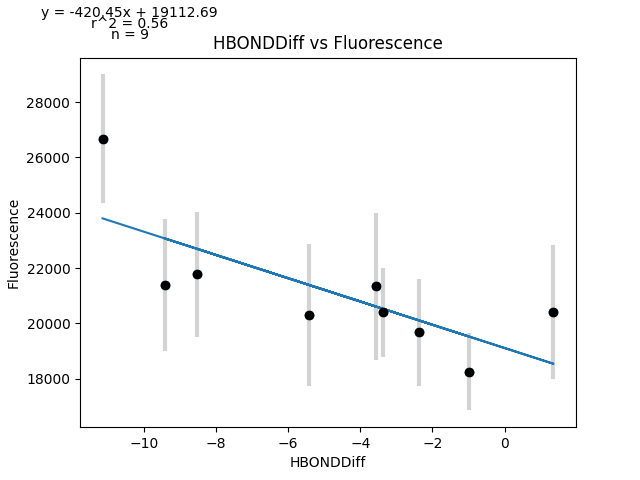 y = -420.45x + 19112.69
r^2 = 0.56
n = 9
HBONDDiff vs Fluorescence
28000
26000
24000
22000
20000
18000
Fluorescence
−10
−8
−6
−4
−2
0
HBONDDiff